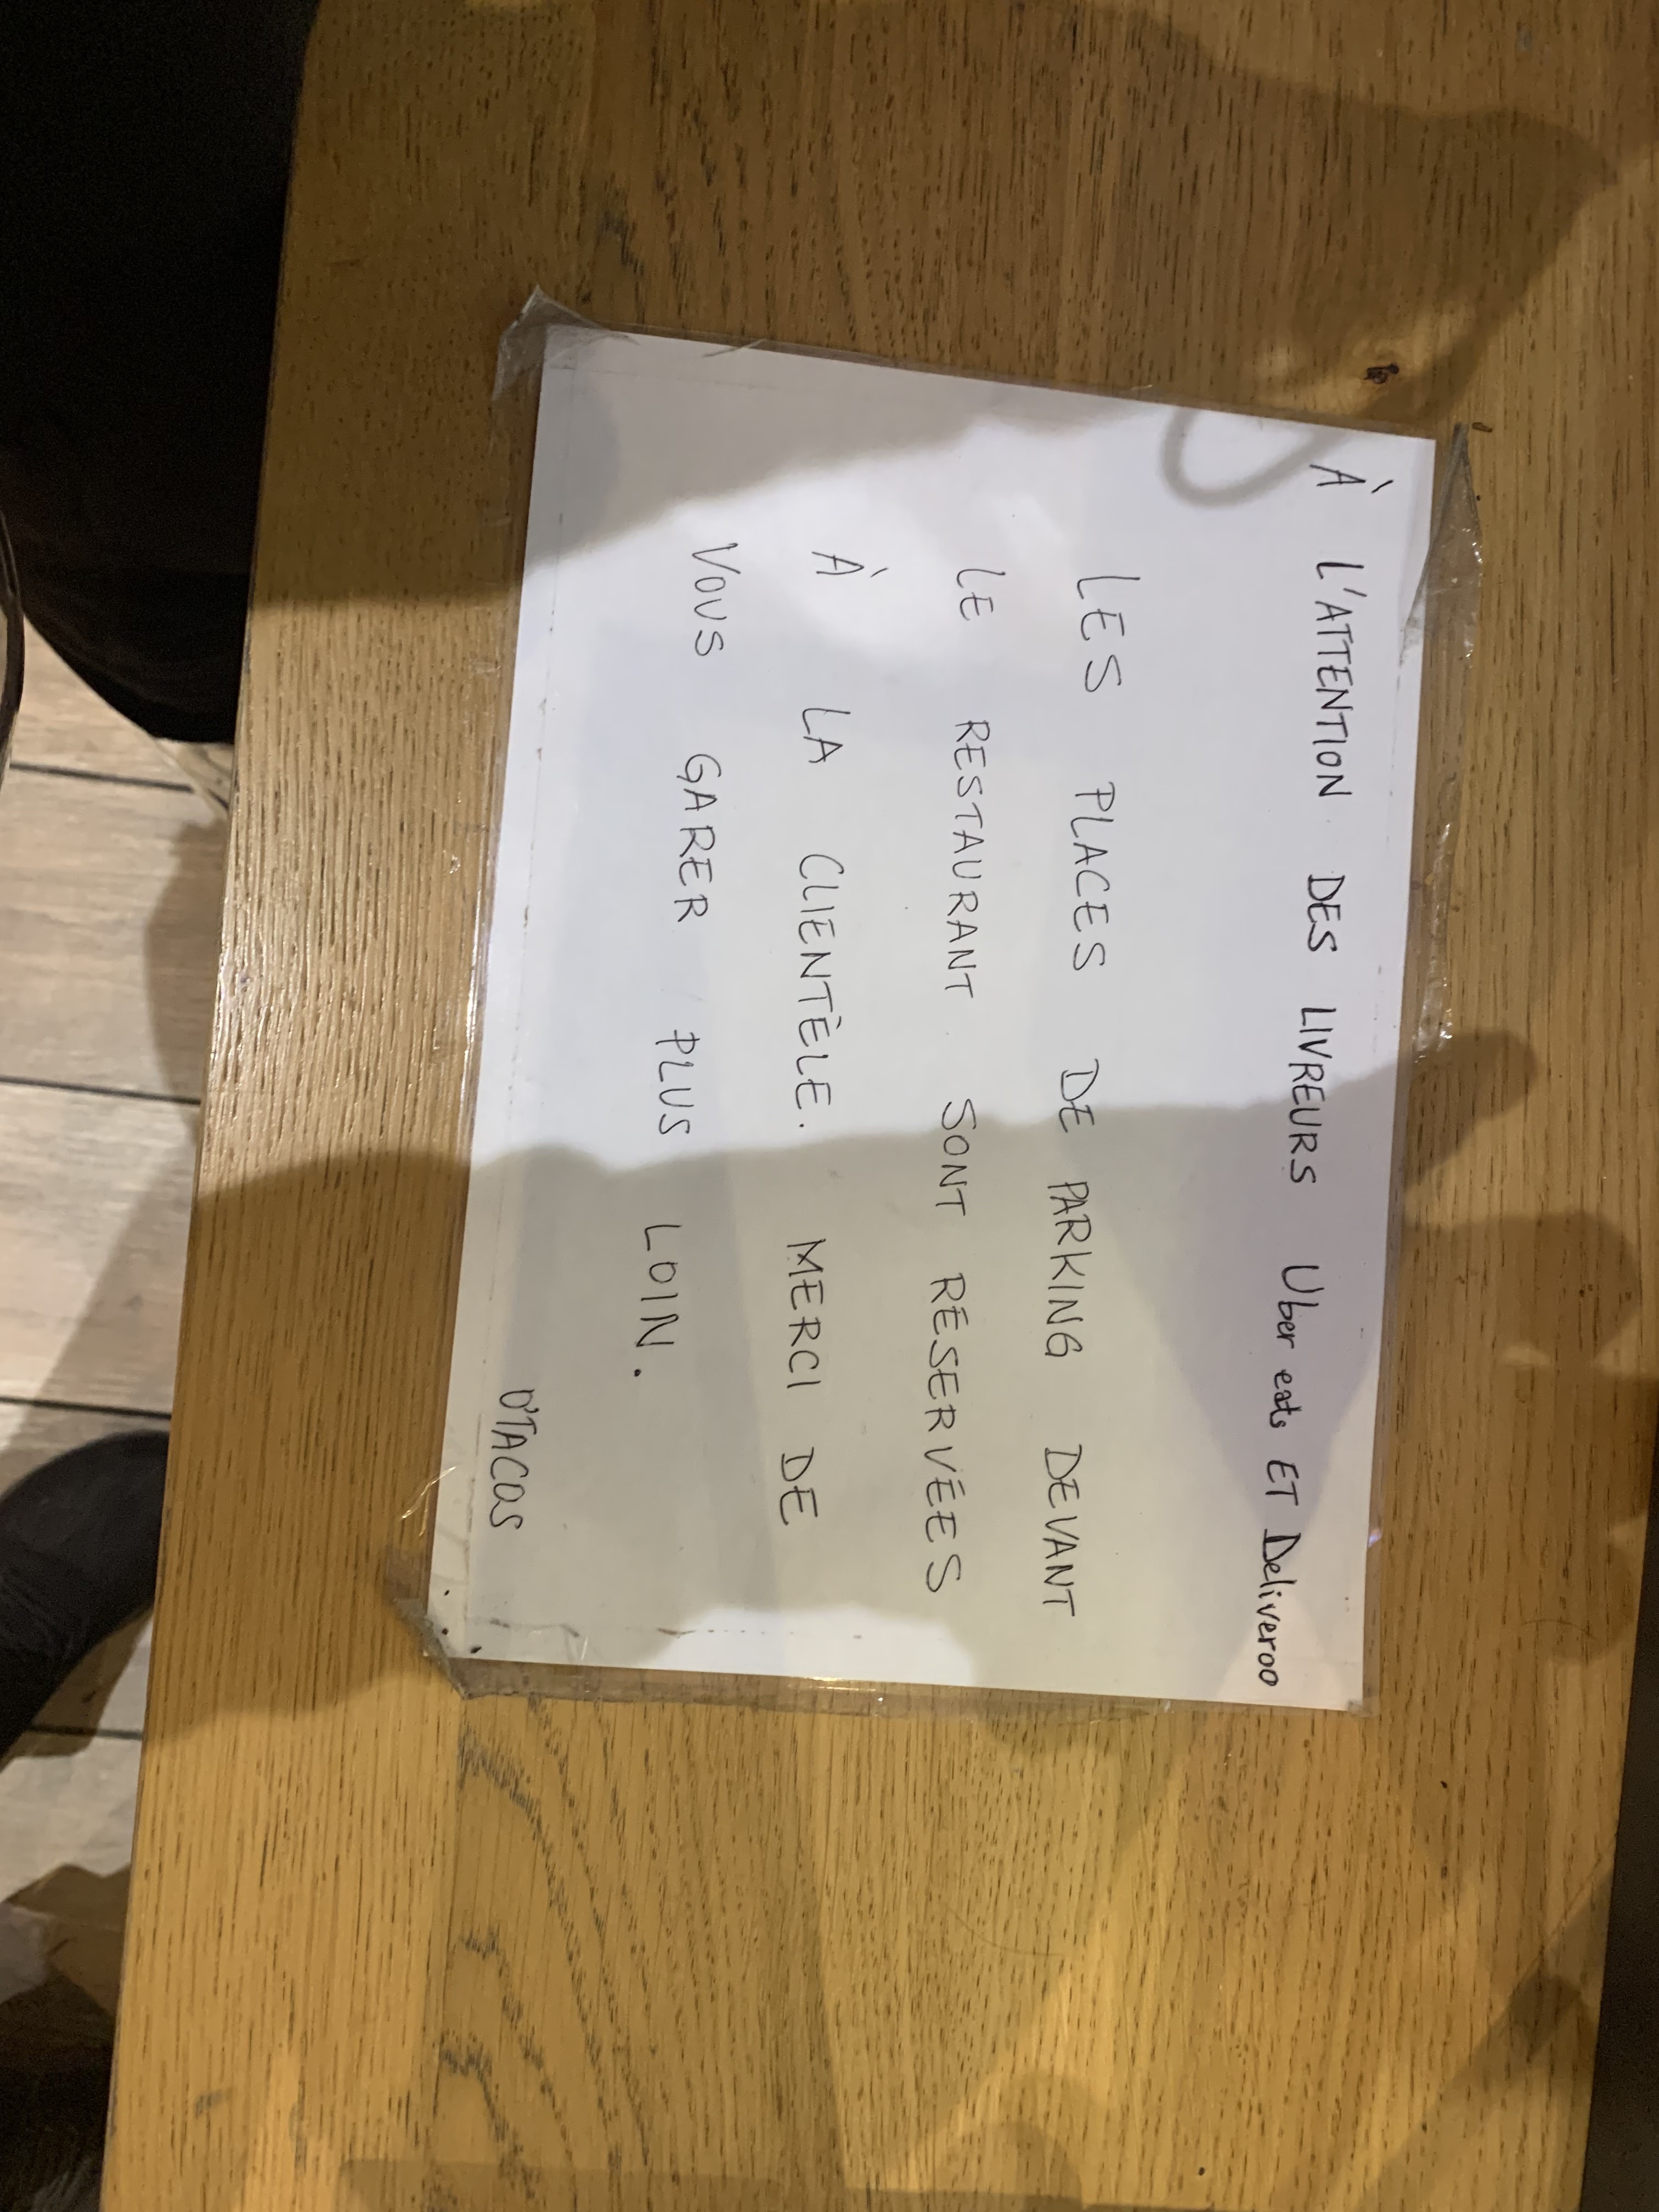 À L'ATTENTION DES LIVREURS Uber eats ET Deliveroo
LES PLACES DE PARKING DEVANT
LE RESTAURANT SONT RÉSERVÉES
À LA CLIENTÈLE. MERCI DE
VOUS GARER PLUS LOIN.
O'TACOS